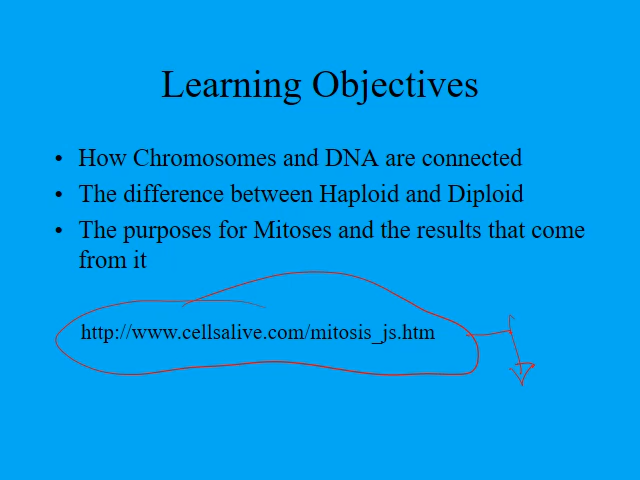 Learning Objectives
• How Chromosomes and DNA are connected
• The difference between Haploid and Diploid
• The purposes for Mitoses and the results that come
from it
http://www.cellsalive.com/mitosis_js.htm